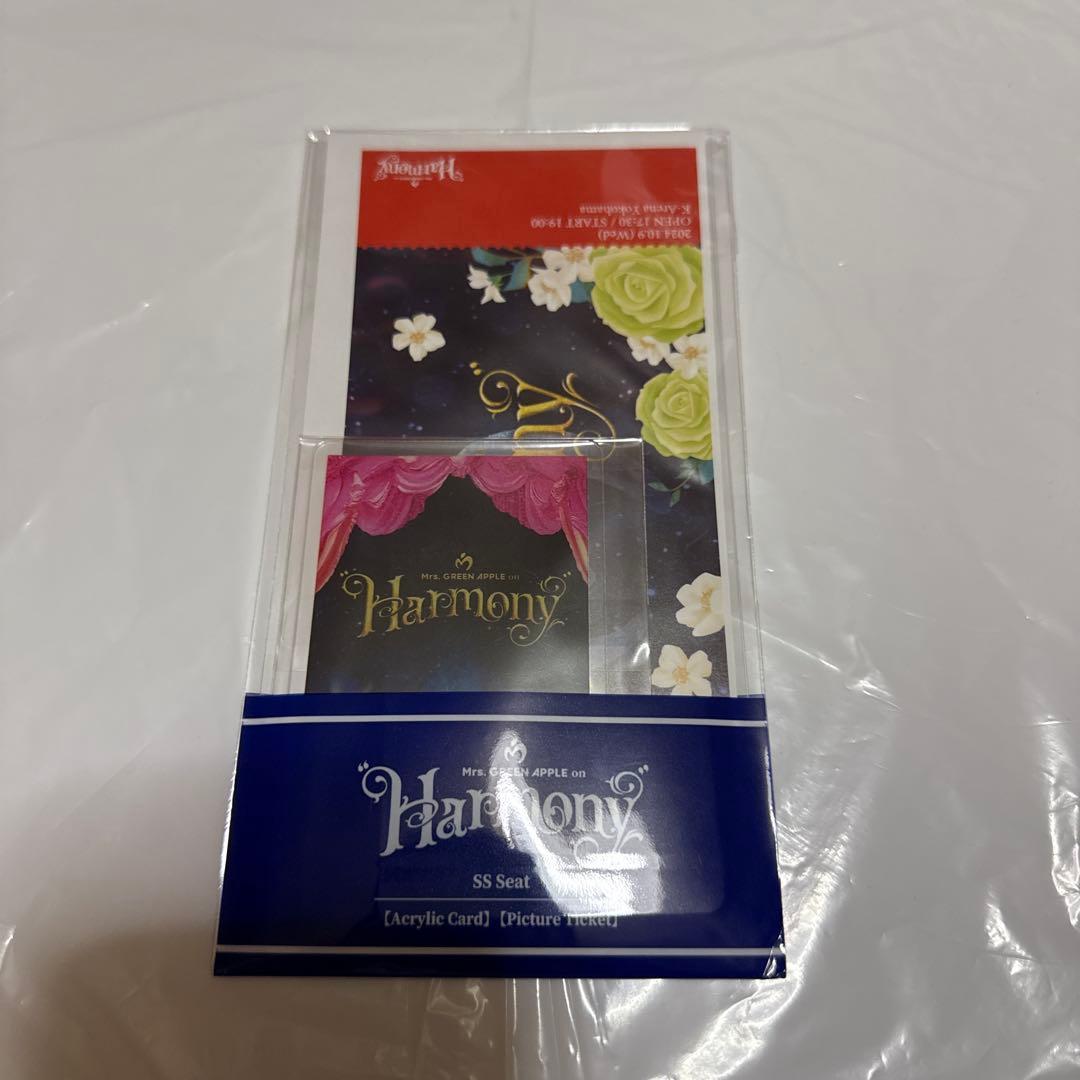 Harmony
K-Arena Yokohama
OPEN 17:30 / START 19:00
2024.10.9 (Wed)
Mrs. GREEN APPLE on
"Harmony"
Mrs. GREEN APPLE on
"Harmony"
SS Seat
【Acrylic Card】【Picture Ticket】